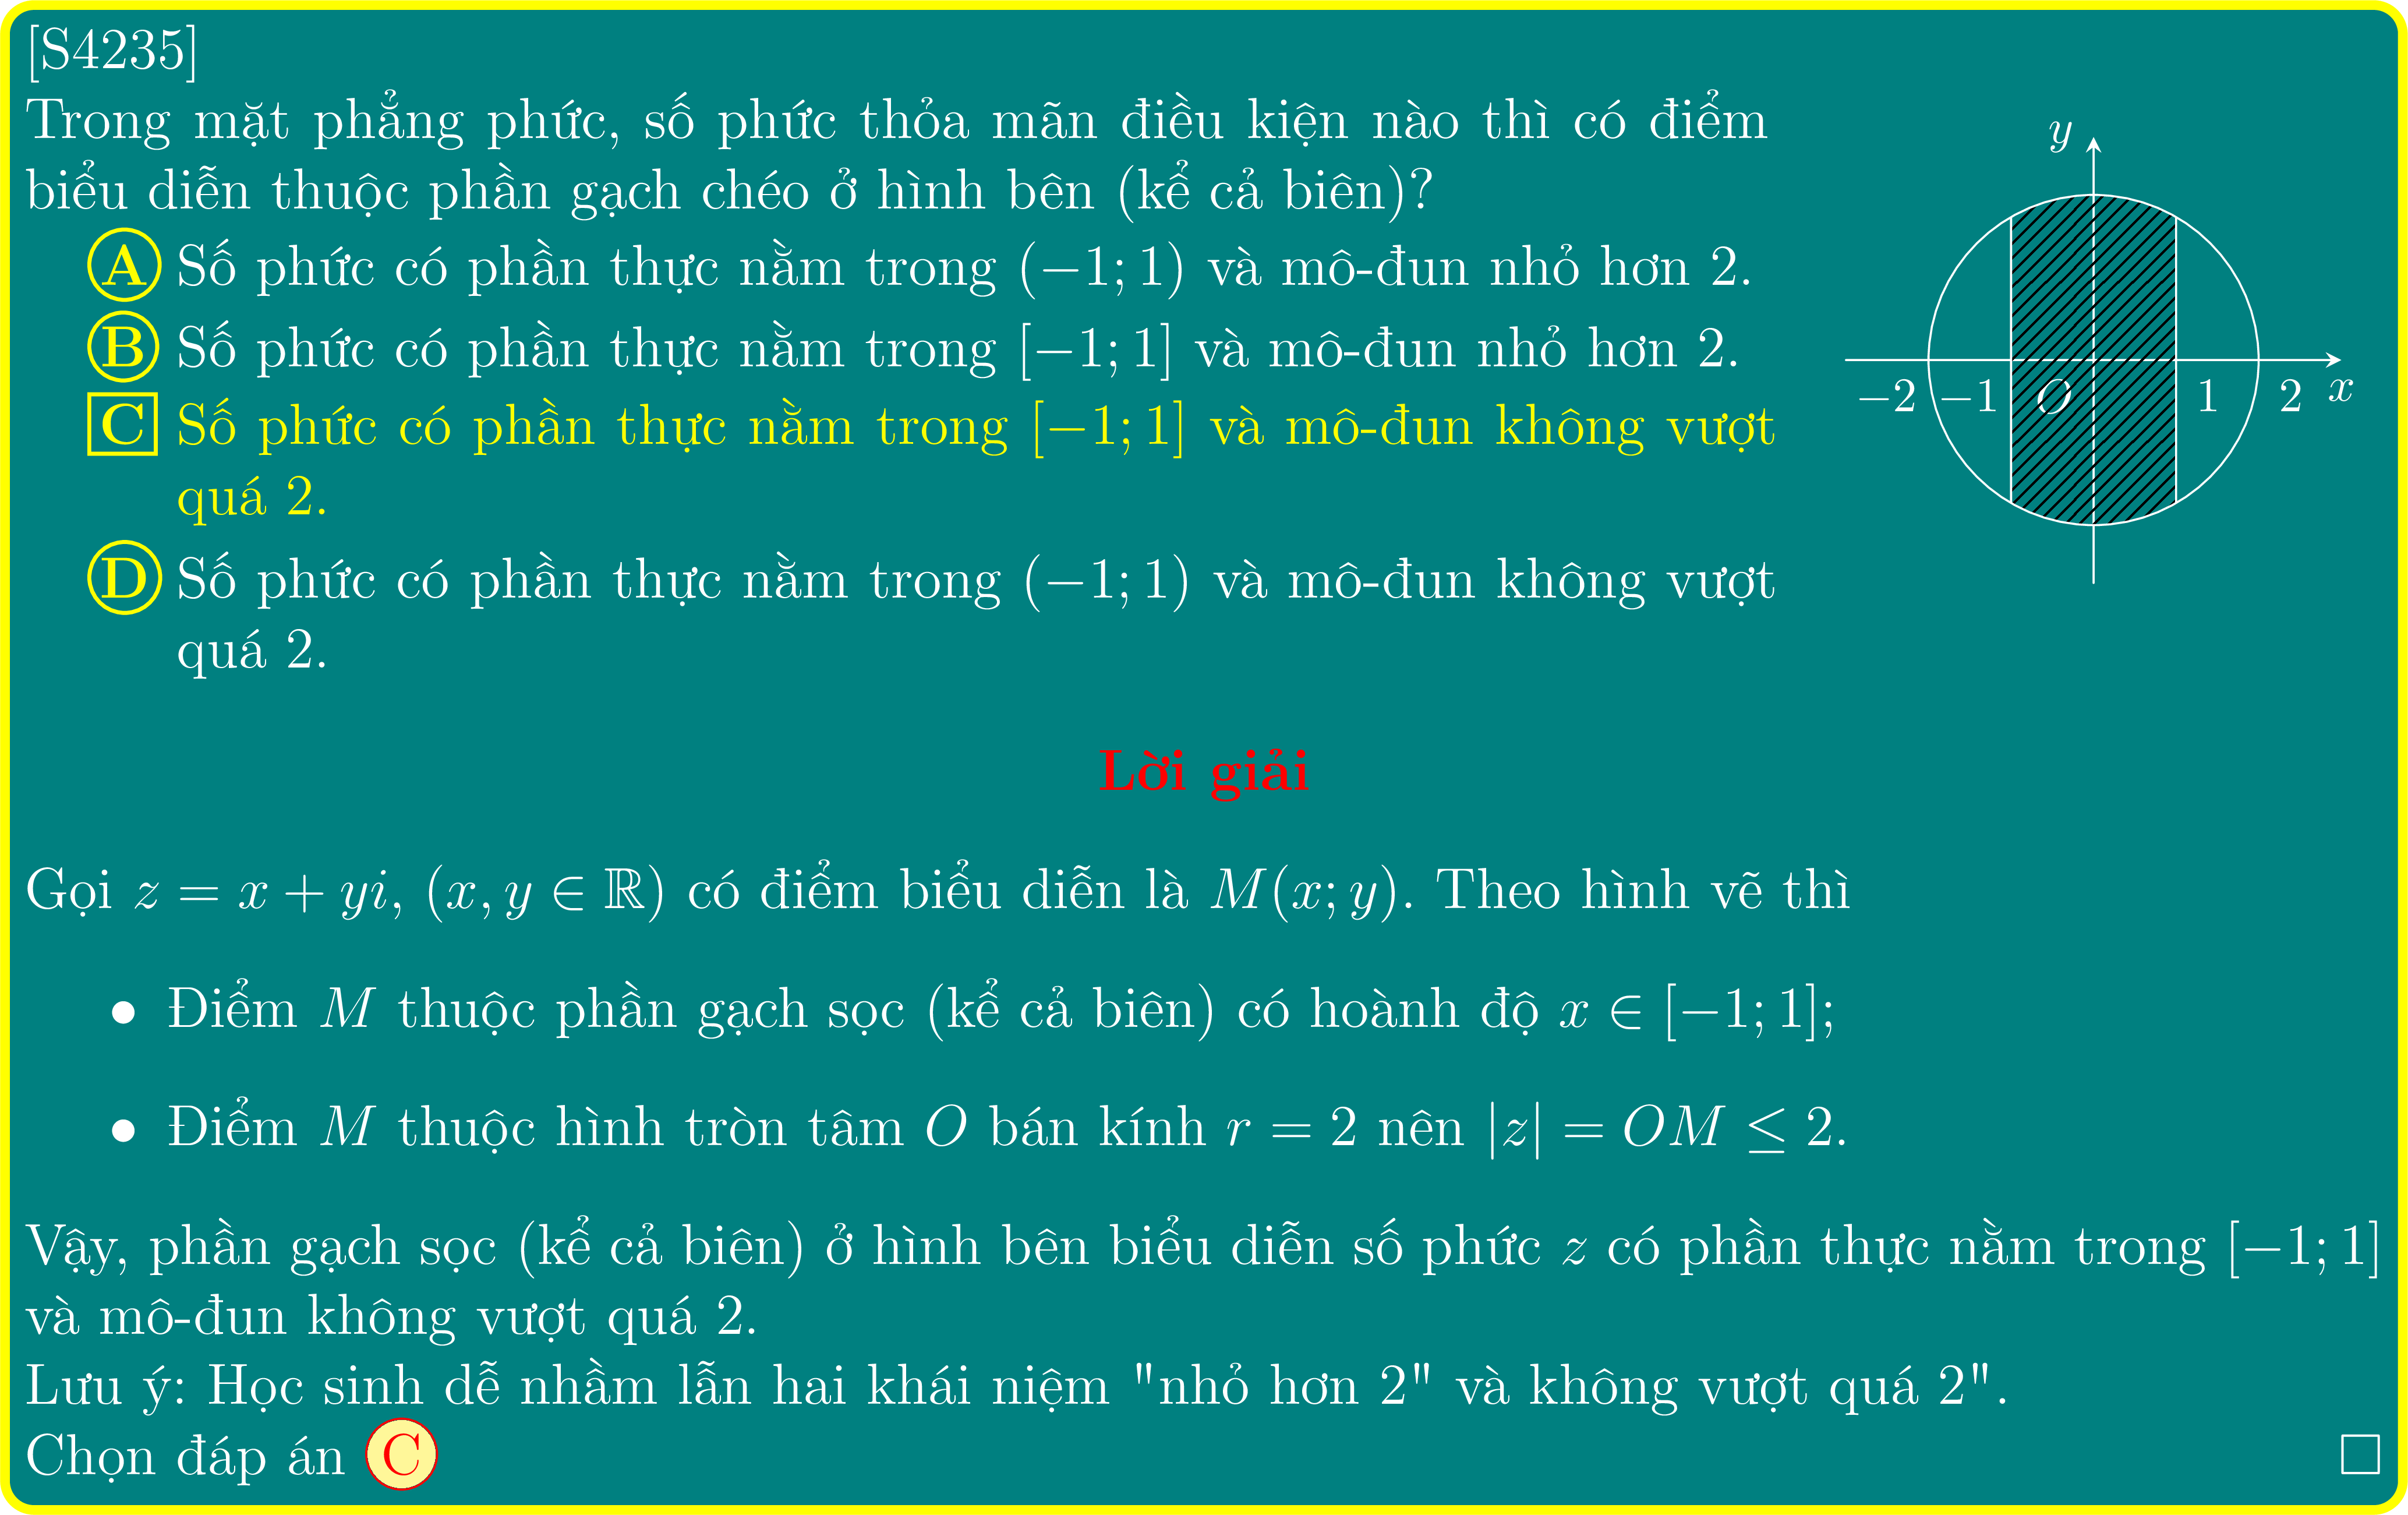 [S4235]
Trong mặt phẳng phức, số phức thỏa mãn điều kiện nào thì có điểm
biểu diễn thuộc phần gạch chéo ở hình bên (kể cả biên)?
A Số phức có phần thực nằm trong (−1; 1) và mô-đun nhỏ hơn 2.
B Số phức có phần thực nằm trong [−1; 1] và mô-đun nhỏ hơn 2.
C Số phức có phần thực nằm trong [−1; 1] và mô-đun không vượt
quá 2.
D Số phức có phần thực nằm trong (−1; 1) và mô-đun không vượt
quá 2.
y
−2 −1 O 1 2 x
Lời giải
Gọi z = x + yi, (x, y ∈ ℝ) có điểm biểu diễn là M(x; y). Theo hình vẽ thì
• Điểm M thuộc phần gạch sọc (kể cả biên) có hoành độ x ∈ [−1; 1];
• Điểm M thuộc hình tròn tâm O bán kính r = 2 nên |z| = OM ≤ 2.
Vậy, phần gạch sọc (kể cả biên) ở hình bên biểu diễn số phức z có phần thực nằm trong [−1; 1]
và mô-đun không vượt quá 2.
Lưu ý: Học sinh dễ nhầm lẫn hai khái niệm "nhỏ hơn 2" và không vượt quá 2".
Chọn đáp án C □